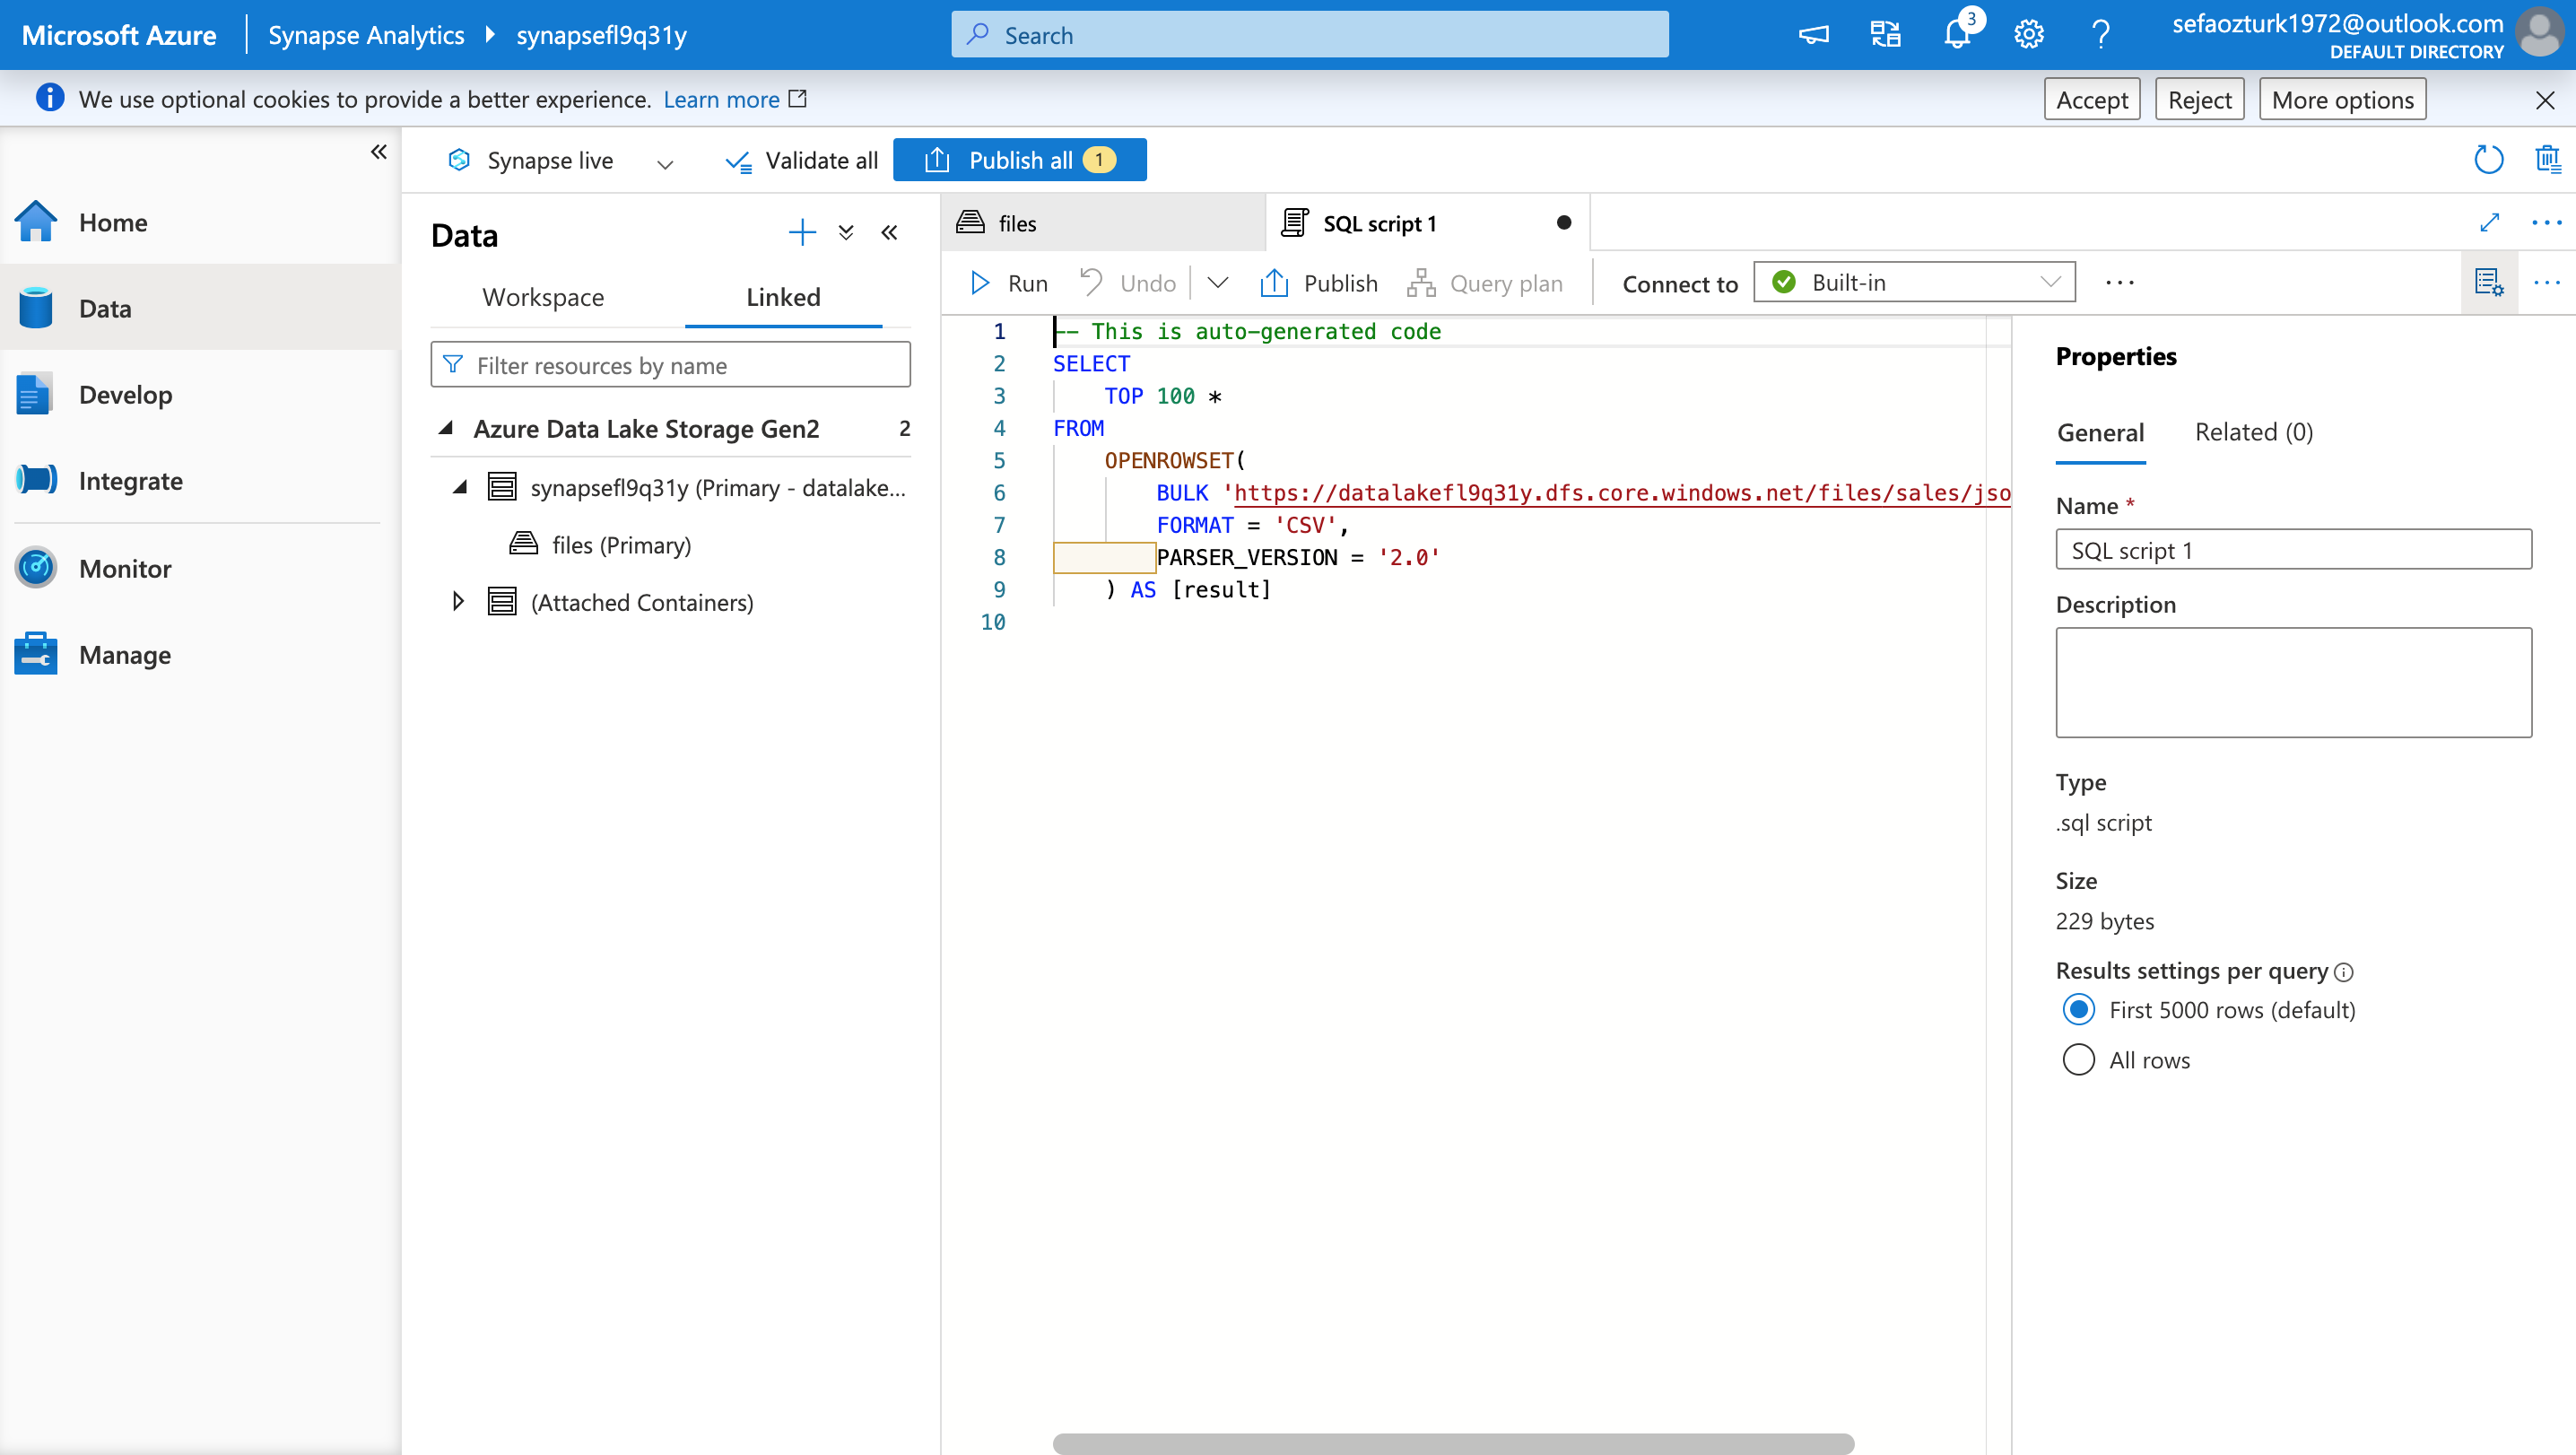 Microsoft Azure
Synapse Analytics
synapsefl9q31y
Search
3
sefaozturk1972@outlook.com
DEFAULT DIRECTORY
We use optional cookies to provide a better experience. Learn more
Accept
Reject
More options
Synapse live
Validate all
Publish all 1
Home
Data
Develop
Integrate
Monitor
Manage
Data
Workspace
Linked
Filter resources by name
Azure Data Lake Storage Gen2 2
synapsefl9q31y (Primary - datalake...
files (Primary)
(Attached Containers)
files
SQL script 1
Run
Undo
Publish
Query plan
Connect to
Built-in
1 -- This is auto-generated code
2 SELECT
3 TOP 100 *
4 FROM
5 OPENROWSET(
6 BULK 'https://datalakefl9q31y.dfs.core.windows.net/files/sales/jso
7 FORMAT = 'CSV',
8 PARSER_VERSION = '2.0'
9 ) AS [result]
10
Properties
General
Related (0)
Name *
SQL script 1
Description
Type
.sql script
Size
229 bytes
Results settings per query
First 5000 rows (default)
All rows